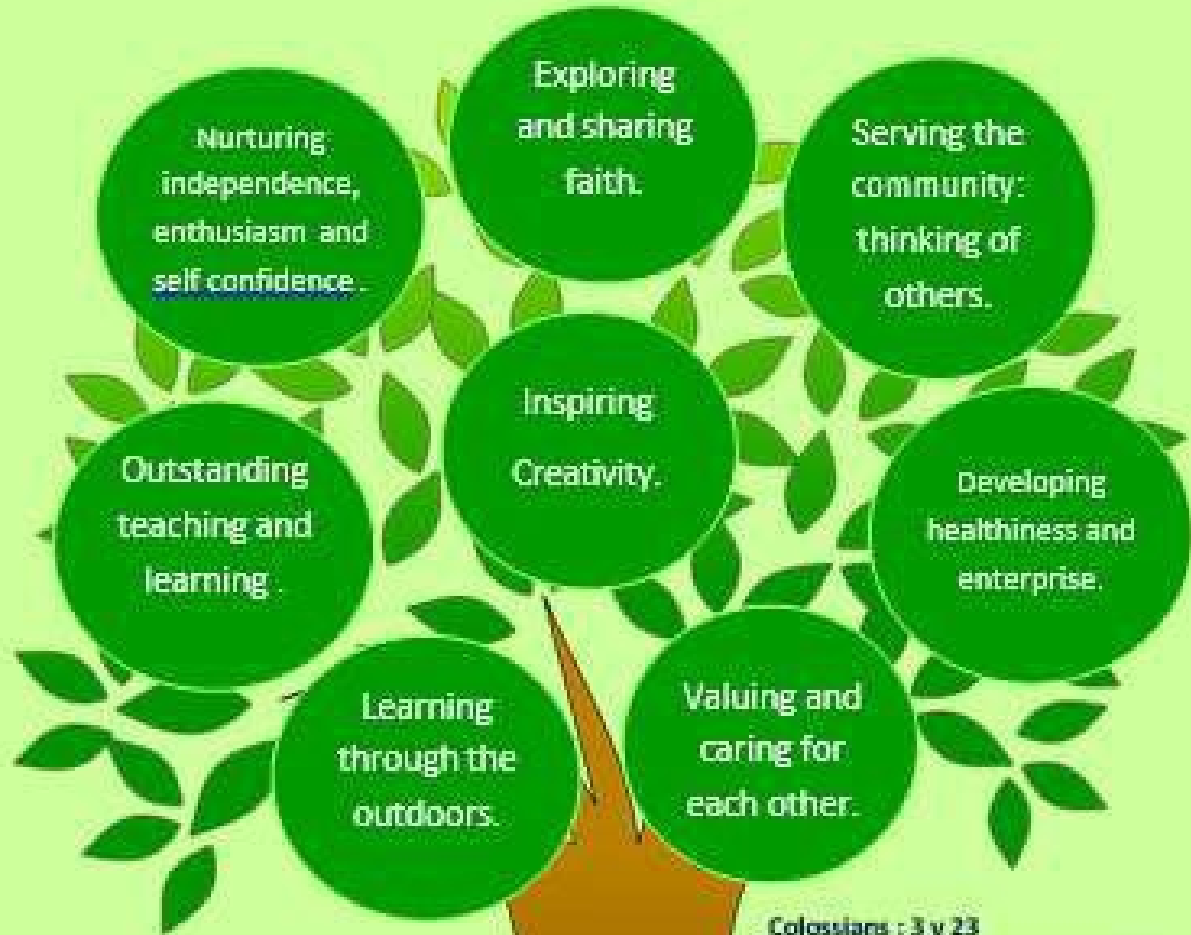 Exploring
and sharing
faith.
Nurturing
independence,
enthusiasm and
self confidence.
Serving the
community:
thinking of
others.
Inspiring
Creativity.
Outstanding
teaching and
learning .
Developing
healthiness and
enterprise.
Learning
through the
outdoors.
Valuing and
caring for
each other.
Colossians : 3 v 23